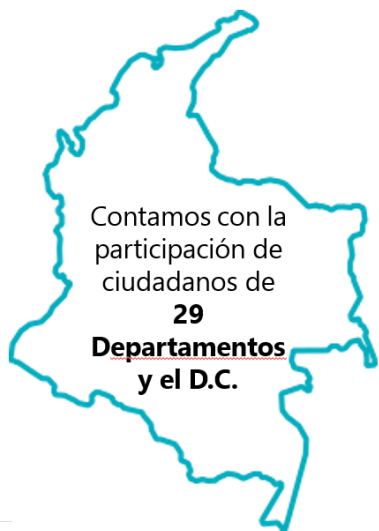 Contamos con la
participación de
ciudadanos de
29
Departamentos
y el D.C.